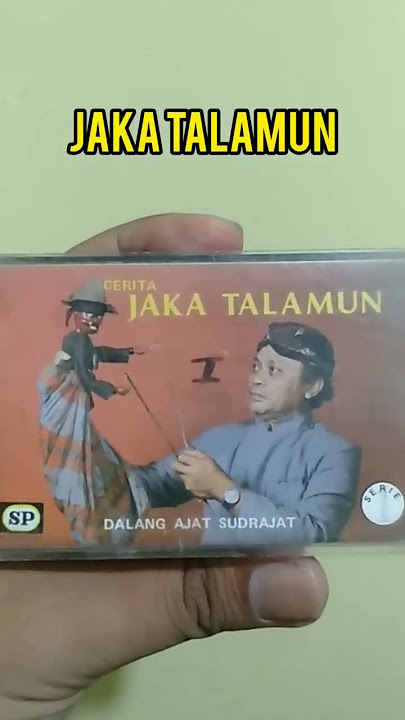 JAKA TALAMUN
CERITA
JAKA TALAMUN
I
SP
DALANG AJAT SUDRAJAT
SERIE